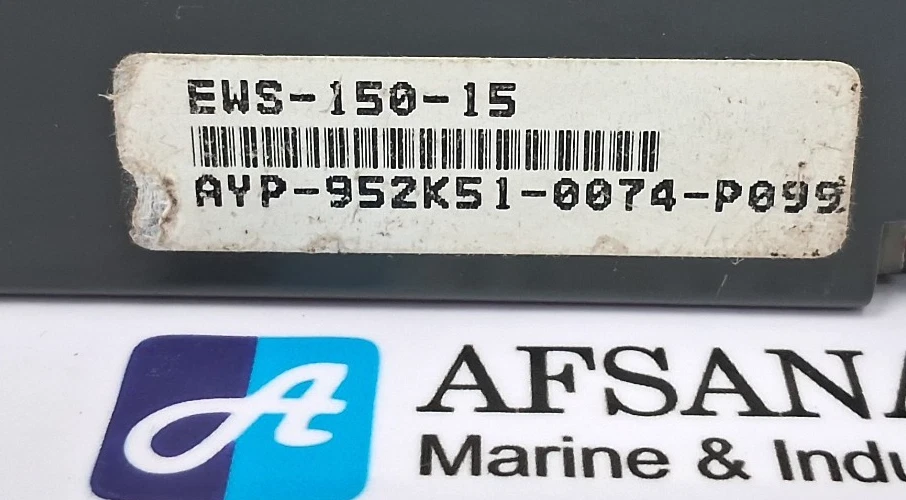 EWS-150-15
AYP-952K51-0074-P099
AFSANA
Marine & Indu